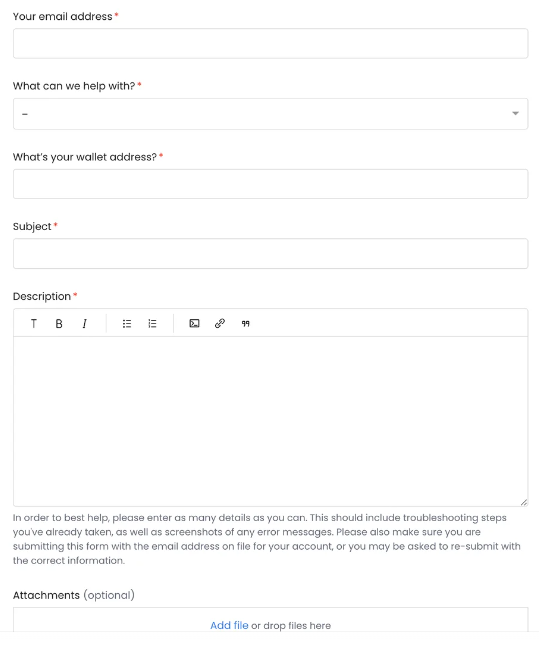 Your email address*
What can we help with?*
–
What's your wallet address?*
Subject*
Description*
T B I
In order to best help, please enter as many details as you can. This should include troubleshooting steps
you've already taken, as well as screenshots of any error messages. Please also make sure you are
submitting this form with the email address on file for your account, or you may be asked to re-submit with
the correct information.
Attachments (optional)
Add file or drop files here